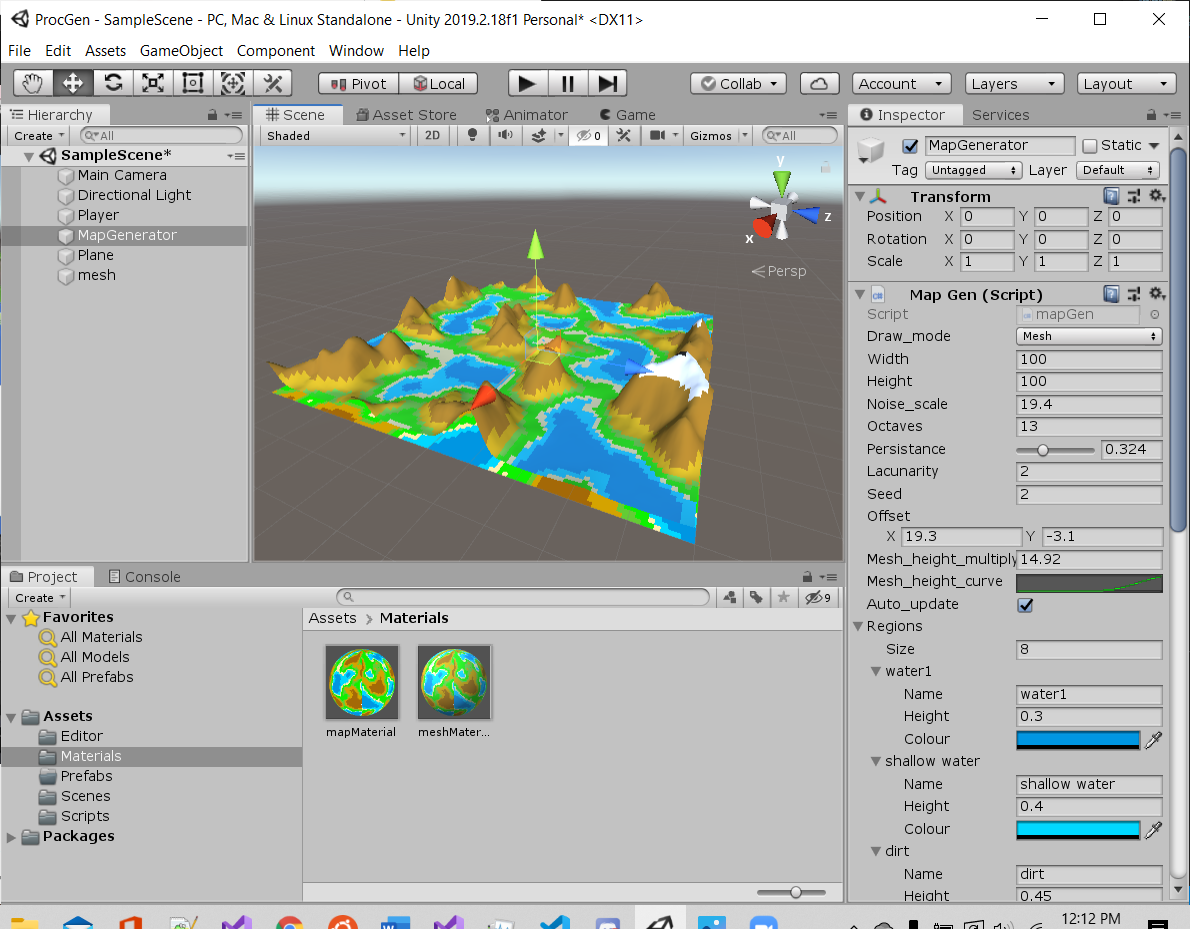 ProcGen - SampleScene - PC, Mac & Linux Standalone - Unity 2019.2.18f1 Personal* <DX11>
File Edit Assets GameObject Component Window Help
Pivot Local Collab Account Layers Layout
Hierarchy
Create All
SampleScene*
Main Camera
Directional Light
Player
MapGenerator
Plane
mesh
Scene Asset Store Animator Game
Shaded 2D 0 Gizmos All
y
z
x
Persp
Inspector Services
MapGenerator Static
Tag Untagged Layer Default
Transform
Position X 0 Y 0 Z 0
Rotation X 0 Y 0 Z 0
Scale X 1 Y 1 Z 1
Map Gen (Script)
Script mapGen
Draw_mode Mesh
Width 100
Height 100
Noise_scale 19.4
Octaves 13
Persistance 0.324
Lacunarity 2
Seed 2
Offset
X 19.3 Y -3.1
Mesh_height_multiply 14.92
Mesh_height_curve
Auto_update
Regions
Size 8
water1
Name water1
Height 0.3
Colour
shallow water
Name shallow water
Height 0.4
Colour
dirt
Name dirt
Height 0.45
Project Console
Create 9
Favorites
All Materials
All Models
All Prefabs
Assets
Editor
Materials
Prefabs
Scenes
Scripts
Packages
Assets Materials
mapMaterial meshMater...
12:12 PM